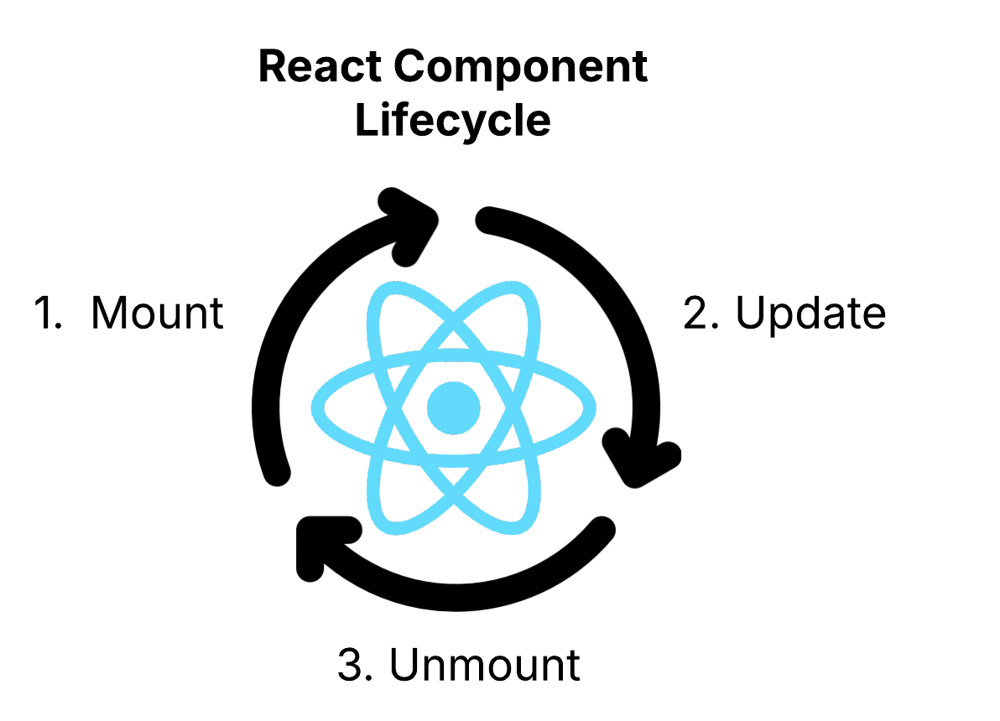 React Component
Lifecycle
1. Mount
2. Update
3. Unmount